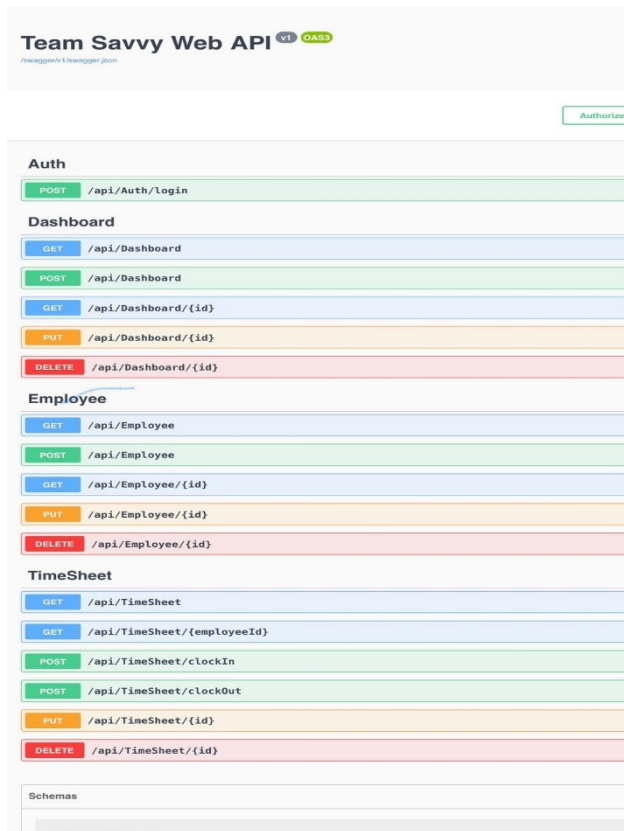 Team Savvy Web API v1 OAS3
/swagger/v1/swagger.json
Authorize
Auth
POST /api/Auth/login
Dashboard
GET /api/Dashboard
POST /api/Dashboard
GET /api/Dashboard/{id}
PUT /api/Dashboard/{id}
DELETE /api/Dashboard/{id}
Employee
GET /api/Employee
POST /api/Employee
GET /api/Employee/{id}
PUT /api/Employee/{id}
DELETE /api/Employee/{id}
TimeSheet
GET /api/TimeSheet
GET /api/TimeSheet/{employeeId}
POST /api/TimeSheet/clockIn
POST /api/TimeSheet/clockOut
PUT /api/TimeSheet/{id}
DELETE /api/TimeSheet/{id}
Schemas